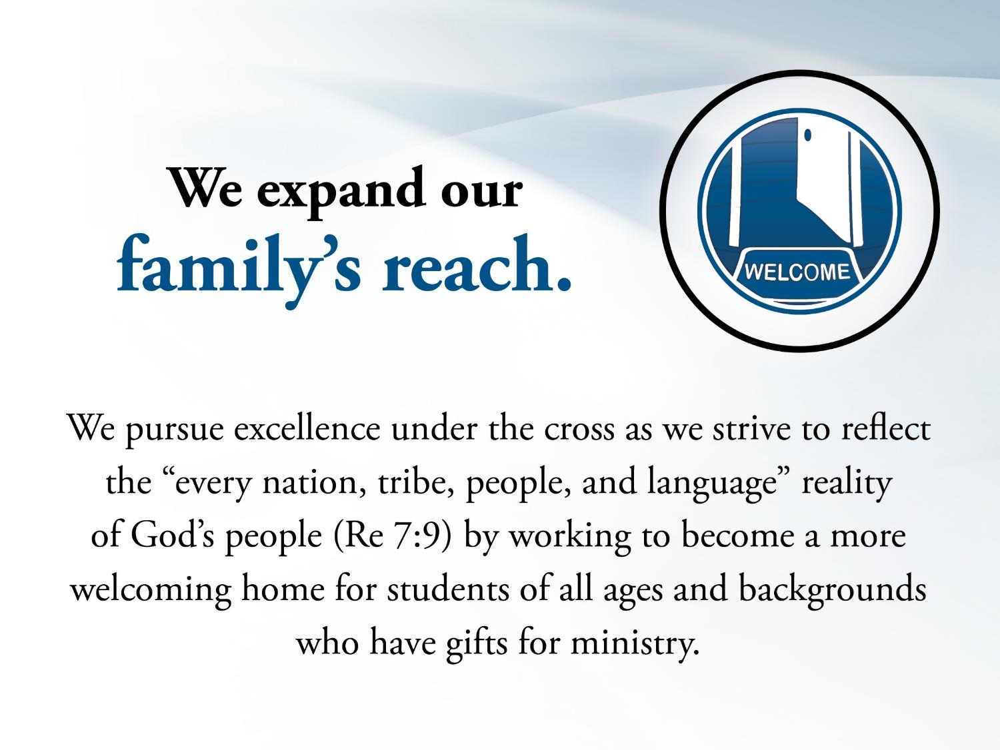 We expand our
family’s reach.
WELCOME
We pursue excellence under the cross as we strive to reflect
the “every nation, tribe, people, and language” reality
of God’s people (Re 7:9) by working to become a more
welcoming home for students of all ages and backgrounds
who have gifts for ministry.